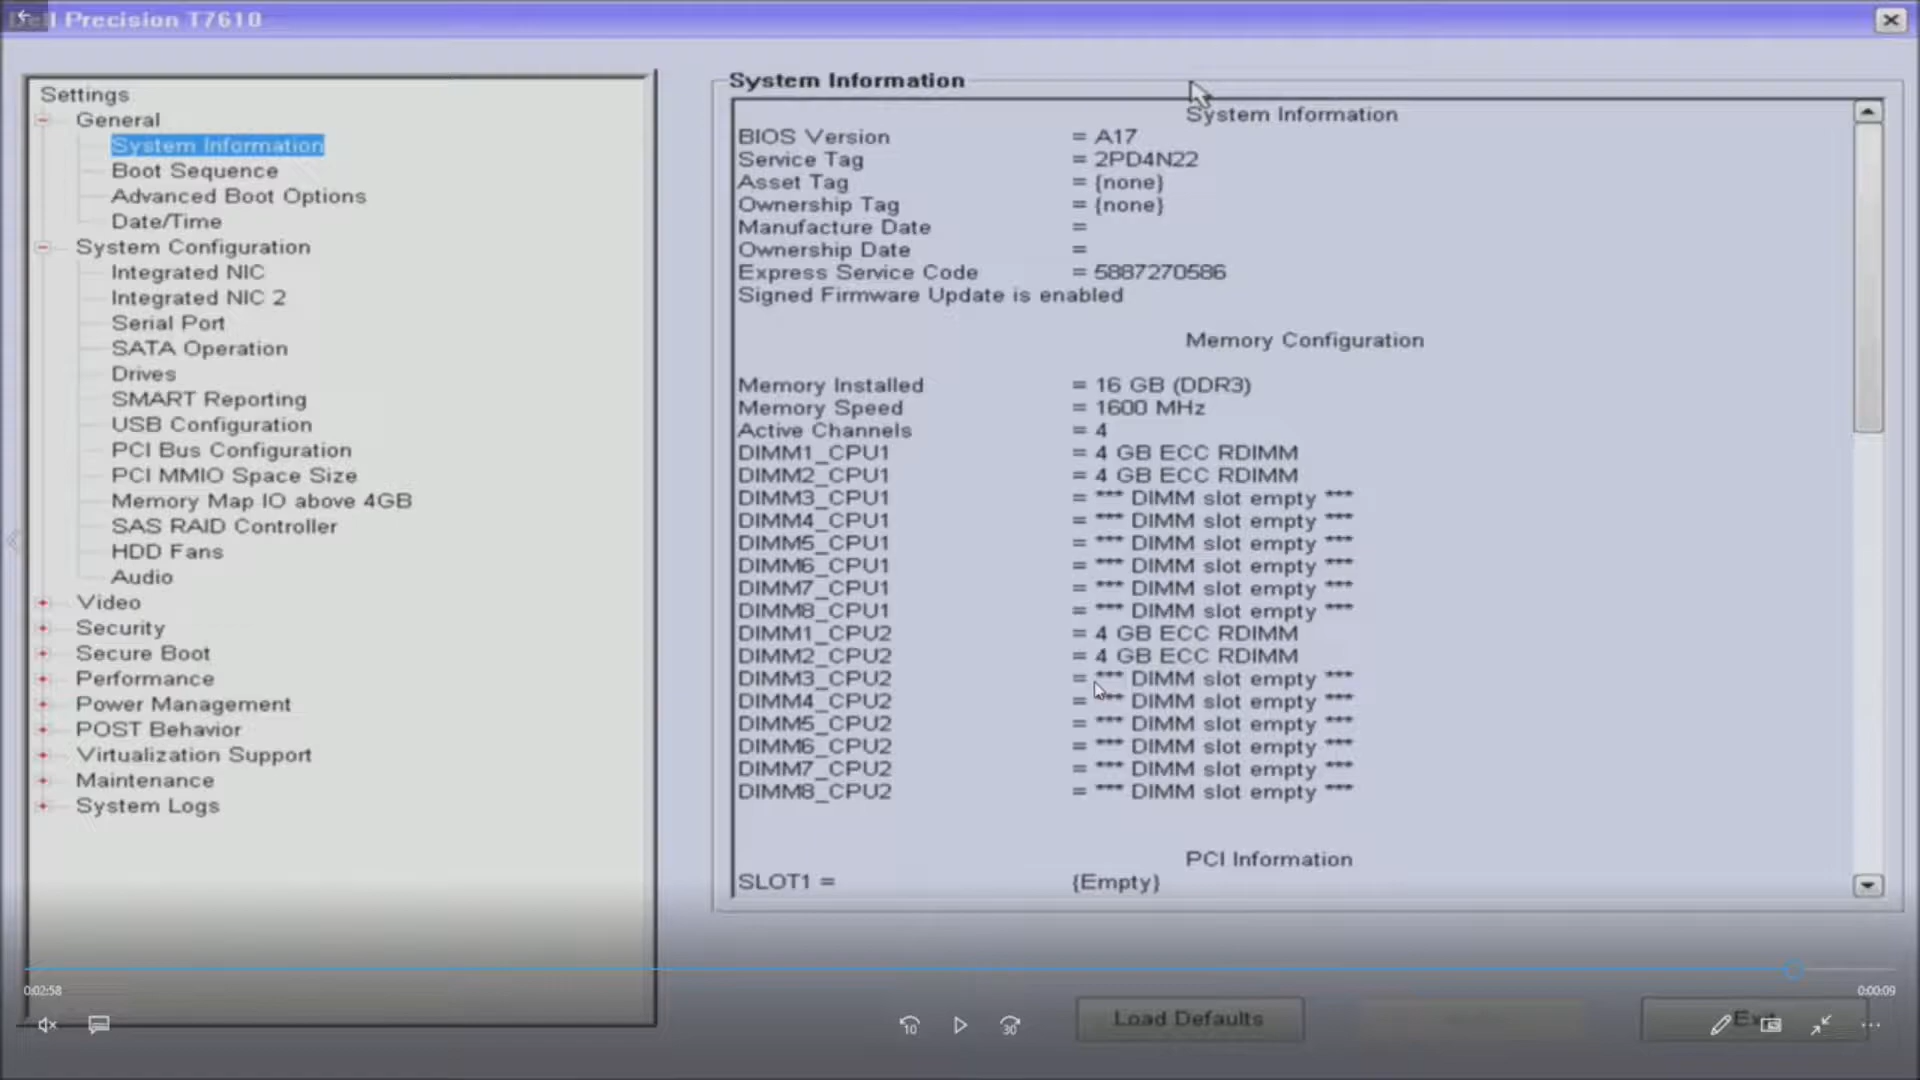 Dell Precision T7610
Settings
General
System Information
Boot Sequence
Advanced Boot Options
Date/Time
System Configuration
Integrated NIC
Integrated NIC 2
Serial Port
SATA Operation
Drives
SMART Reporting
USB Configuration
PCI Bus Configuration
PCI MMIO Space Size
Memory Map IO above 4GB
SAS RAID Controller
HDD Fans
Audio
Video
Security
Secure Boot
Performance
Power Management
POST Behavior
Virtualization Support
Maintenance
System Logs
System Information
System Information
BIOS Version = A17
Service Tag = 2PD4N22
Asset Tag = {none}
Ownership Tag = {none}
Manufacture Date =
Ownership Date =
Express Service Code = 5887270586
Signed Firmware Update is enabled
Memory Configuration
Memory Installed = 16 GB (DDR3)
Memory Speed = 1600 MHz
Active Channels = 4
DIMM1_CPU1 = 4 GB ECC RDIMM
DIMM2_CPU1 = 4 GB ECC RDIMM
DIMM3_CPU1 = *** DIMM slot empty ***
DIMM4_CPU1 = *** DIMM slot empty ***
DIMM5_CPU1 = *** DIMM slot empty ***
DIMM6_CPU1 = *** DIMM slot empty ***
DIMM7_CPU1 = *** DIMM slot empty ***
DIMM8_CPU1 = *** DIMM slot empty ***
DIMM1_CPU2 = 4 GB ECC RDIMM
DIMM2_CPU2 = 4 GB ECC RDIMM
DIMM3_CPU2 = *** DIMM slot empty ***
DIMM4_CPU2 = *** DIMM slot empty ***
DIMM5_CPU2 = *** DIMM slot empty ***
DIMM6_CPU2 = *** DIMM slot empty ***
DIMM7_CPU2 = *** DIMM slot empty ***
DIMM8_CPU2 = *** DIMM slot empty ***
PCI Information
SLOT1 = {Empty}
0:02:58
0:00:09
10
30
Load Defaults
Exit